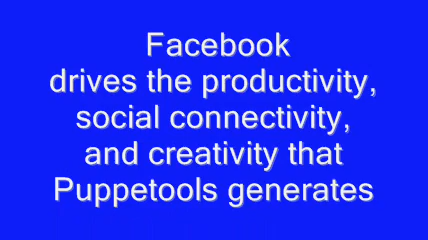 Facebook
drives the productivity,
social connectivity,
and creativity that
Puppetools generates